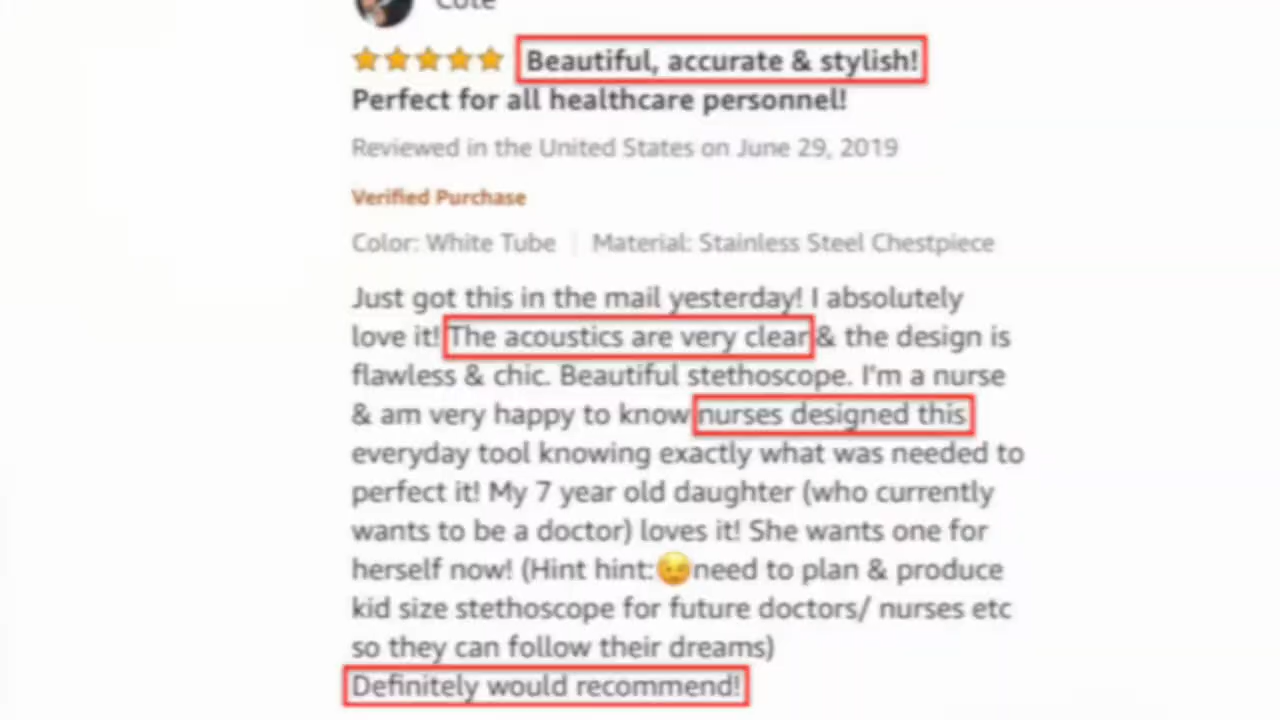 Cote
Beautiful, accurate & stylish!
Perfect for all healthcare personnel!
Reviewed in the United States on June 29, 2019
Verified Purchase
Color: White Tube | Material: Stainless Steel Chestpiece
Just got this in the mail yesterday! I absolutely
love it! The acoustics are very clear & the design is
flawless & chic. Beautiful stethoscope. I'm a nurse
& am very happy to know nurses designed this
everyday tool knowing exactly what was needed to
perfect it! My 7 year old daughter (who currently
wants to be a doctor) loves it! She wants one for
herself now! (Hint hint:😉need to plan & produce
kid size stethoscope for future doctors/ nurses etc
so they can follow their dreams)
Definitely would recommend!